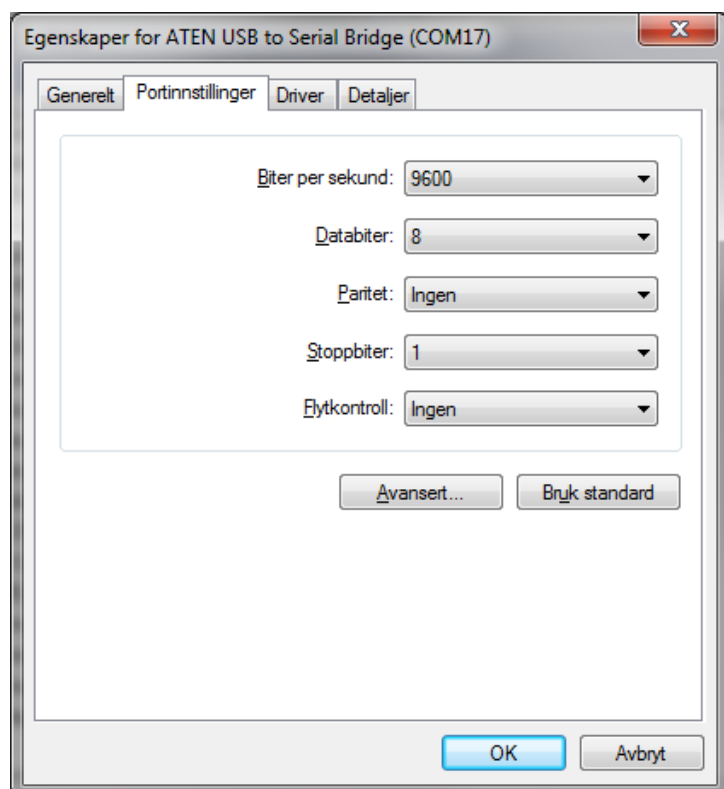 Egenskaper for ATEN USB to Serial Bridge (COM17)
Generelt Portinnstillinger Driver Detaljer
Biter per sekund: 9600
Databiter: 8
Paritet: Ingen
Stoppbiter: 1
Flytkontroll: Ingen
Avansert... Bruk standard
OK Avbryt